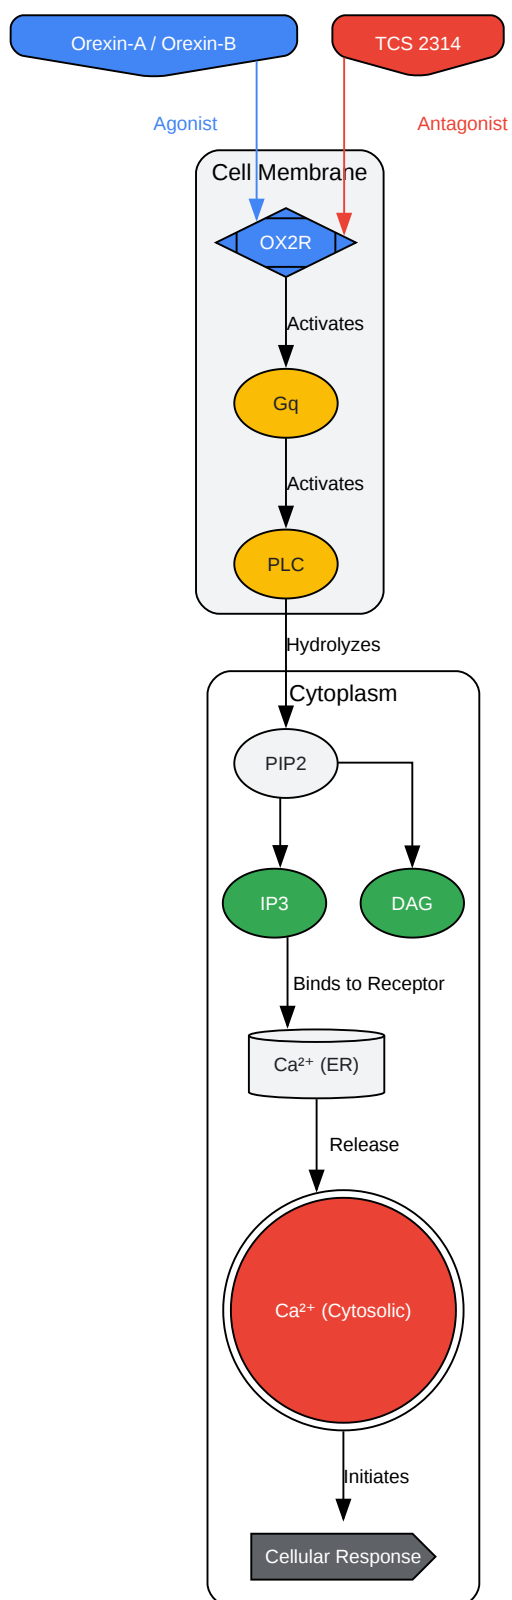 Orexin-A / Orexin-B
TCS 2314
Agonist
Antagonist
Cell Membrane
OX2R
Activates
Gq
Activates
PLC
Hydrolyzes
Cytoplasm
PIP2
IP3
DAG
Binds to Receptor
Ca²⁺ (ER)
Release
Ca²⁺ (Cytosolic)
Initiates
Cellular Response